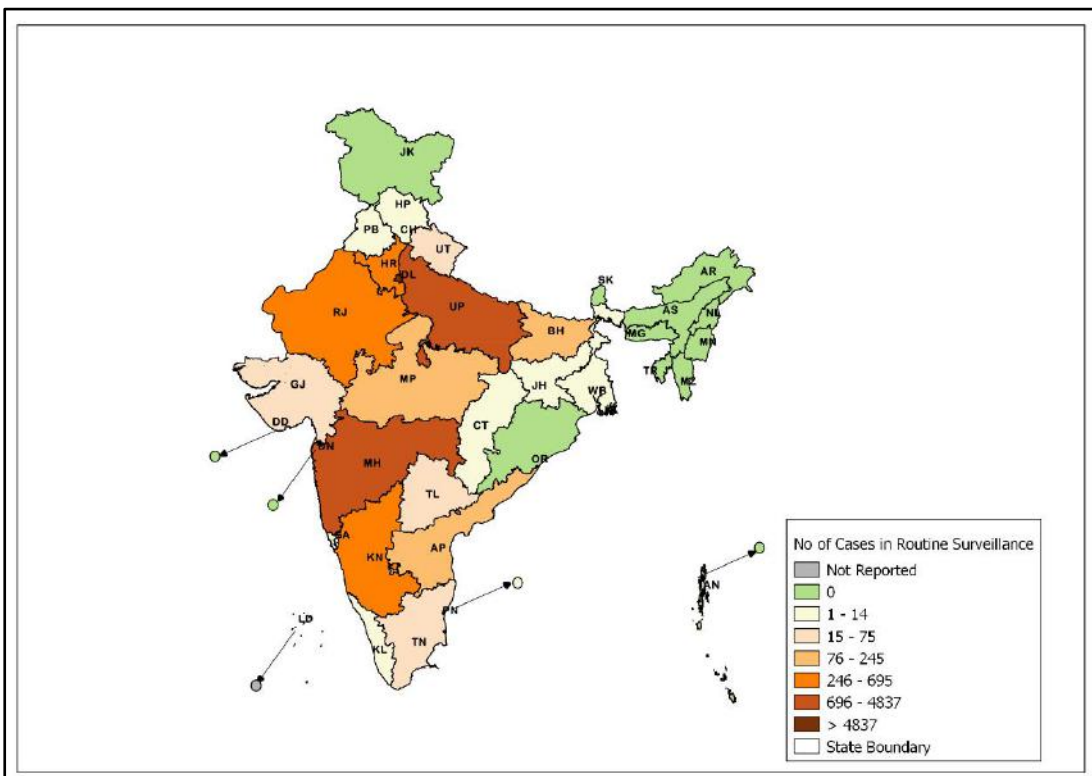 JK
HP
PB
CH
UT
HR
DL
SK
AR
RJ
UP
AS
NL
BH
MG
MN
TR
MZ
GJ
MP
JH
WB
CT
DD
DN
MH
OR
TL
GA
KN
AP
PN
AN
LD
TN
KL
No of Cases in Routine Surveillance
Not Reported
0
1 - 14
15 - 75
76 - 245
246 - 695
696 - 4837
> 4837
State Boundary